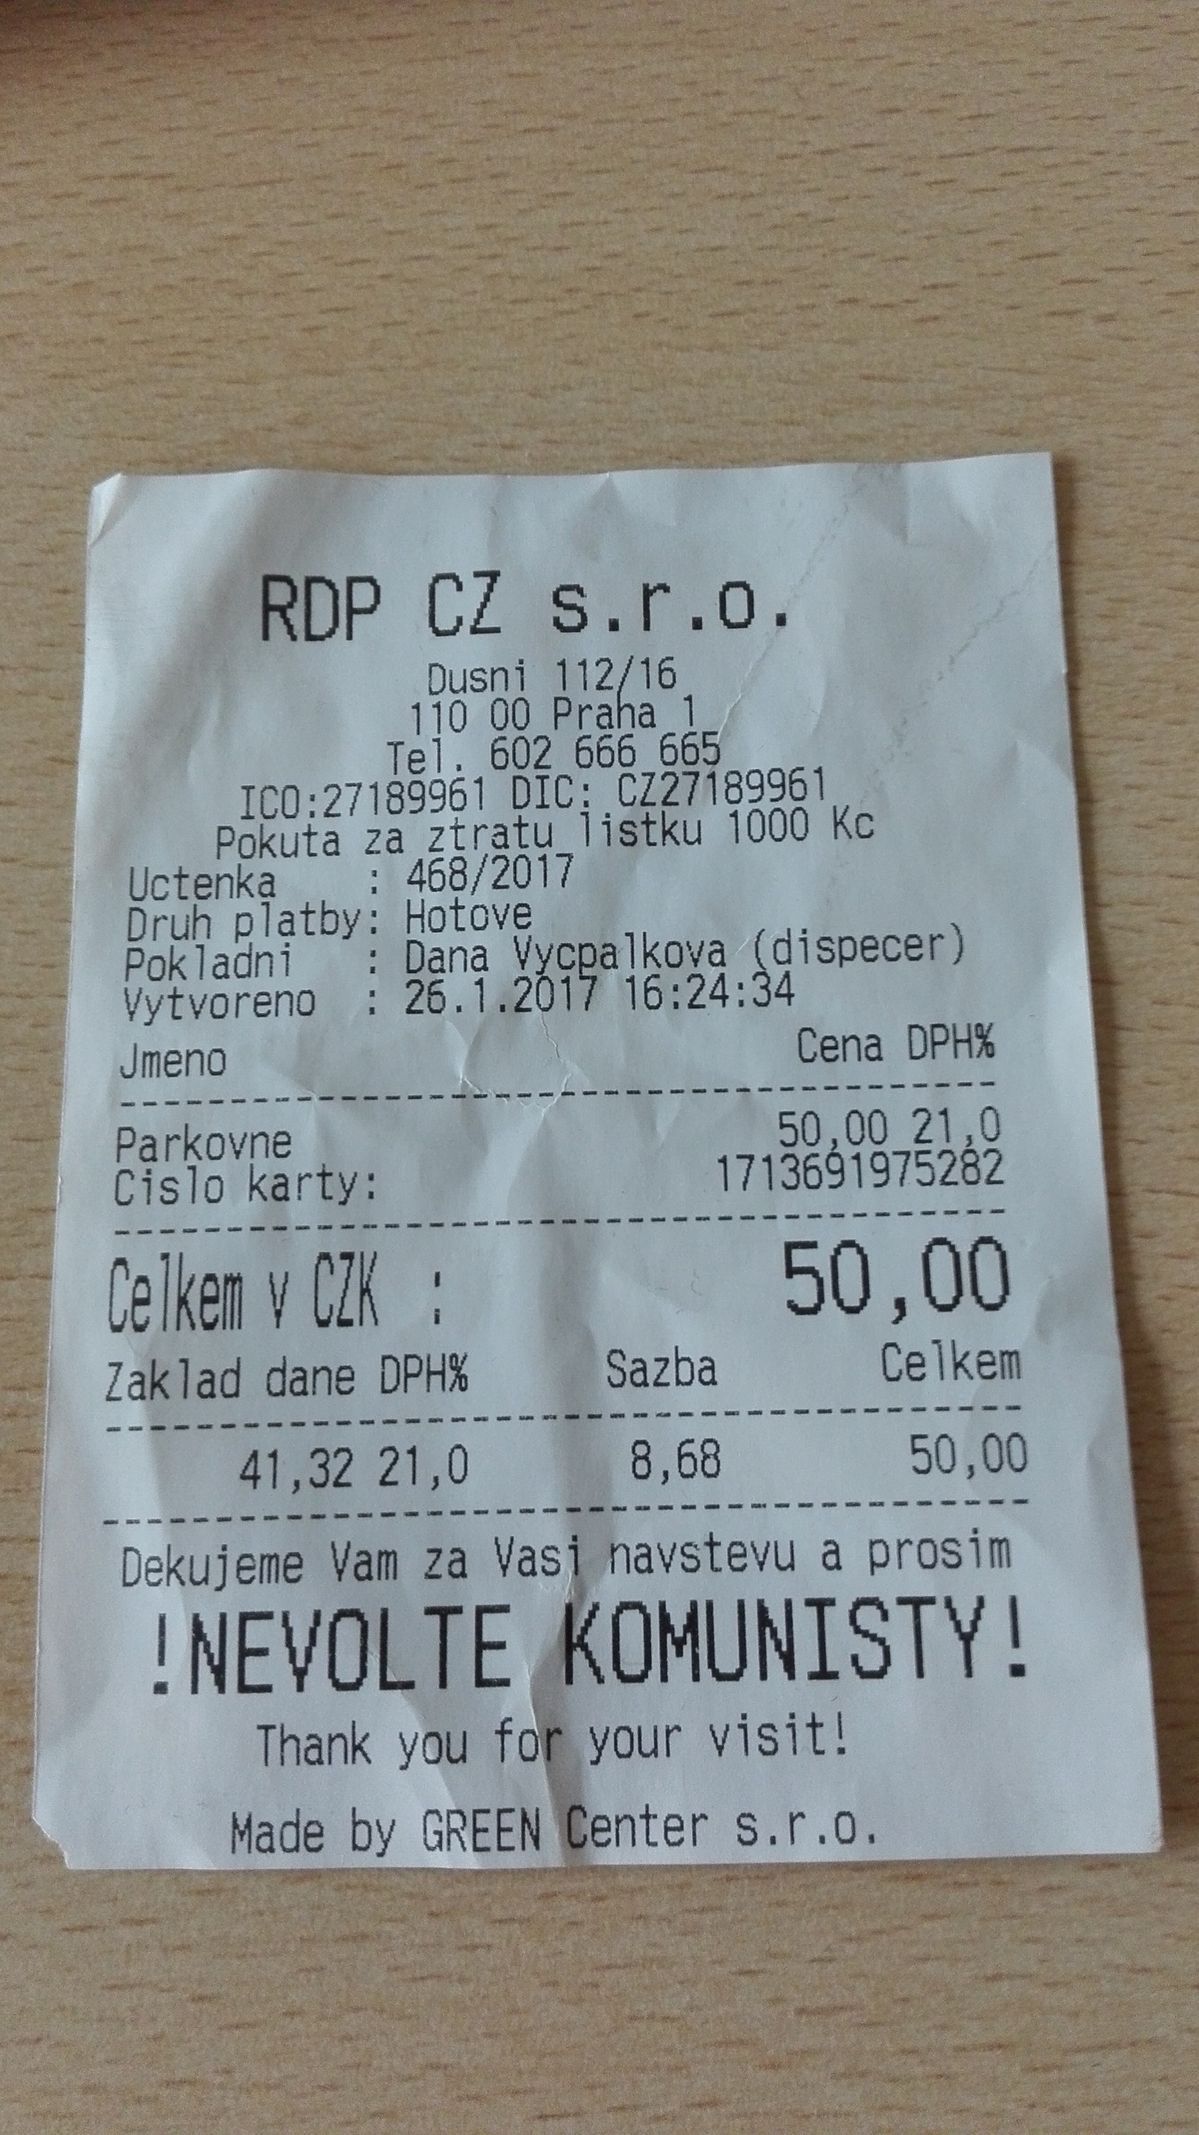 RDP CZ s.r.o.
Dusni 112/16
110 00 Praha 1
Tel. 602 666 665
ICO:27189961 DIC: CZ27189961
Pokuta za ztratu listku 1000 Kc
Uctenka : 468/2017
Druh platby: Hotove
Pokladni : Dana Vycpalkova (dispecer)
Vytvoreno : 26.1.2017 16:24:34
Jmeno Cena DPH%
Parkovne 50,00 21,0
Cislo karty: 1713691975282
Celkem v CZK : 50,00
Zaklad dane DPH% Sazba Celkem
41,32 21,0 8,68 50,00
Dekujeme Vam za Vasi navstevu a prosim
!NEVOLTE KOMUNISTY!
Thank you for your visit!
Made by GREEN Center s.r.o.